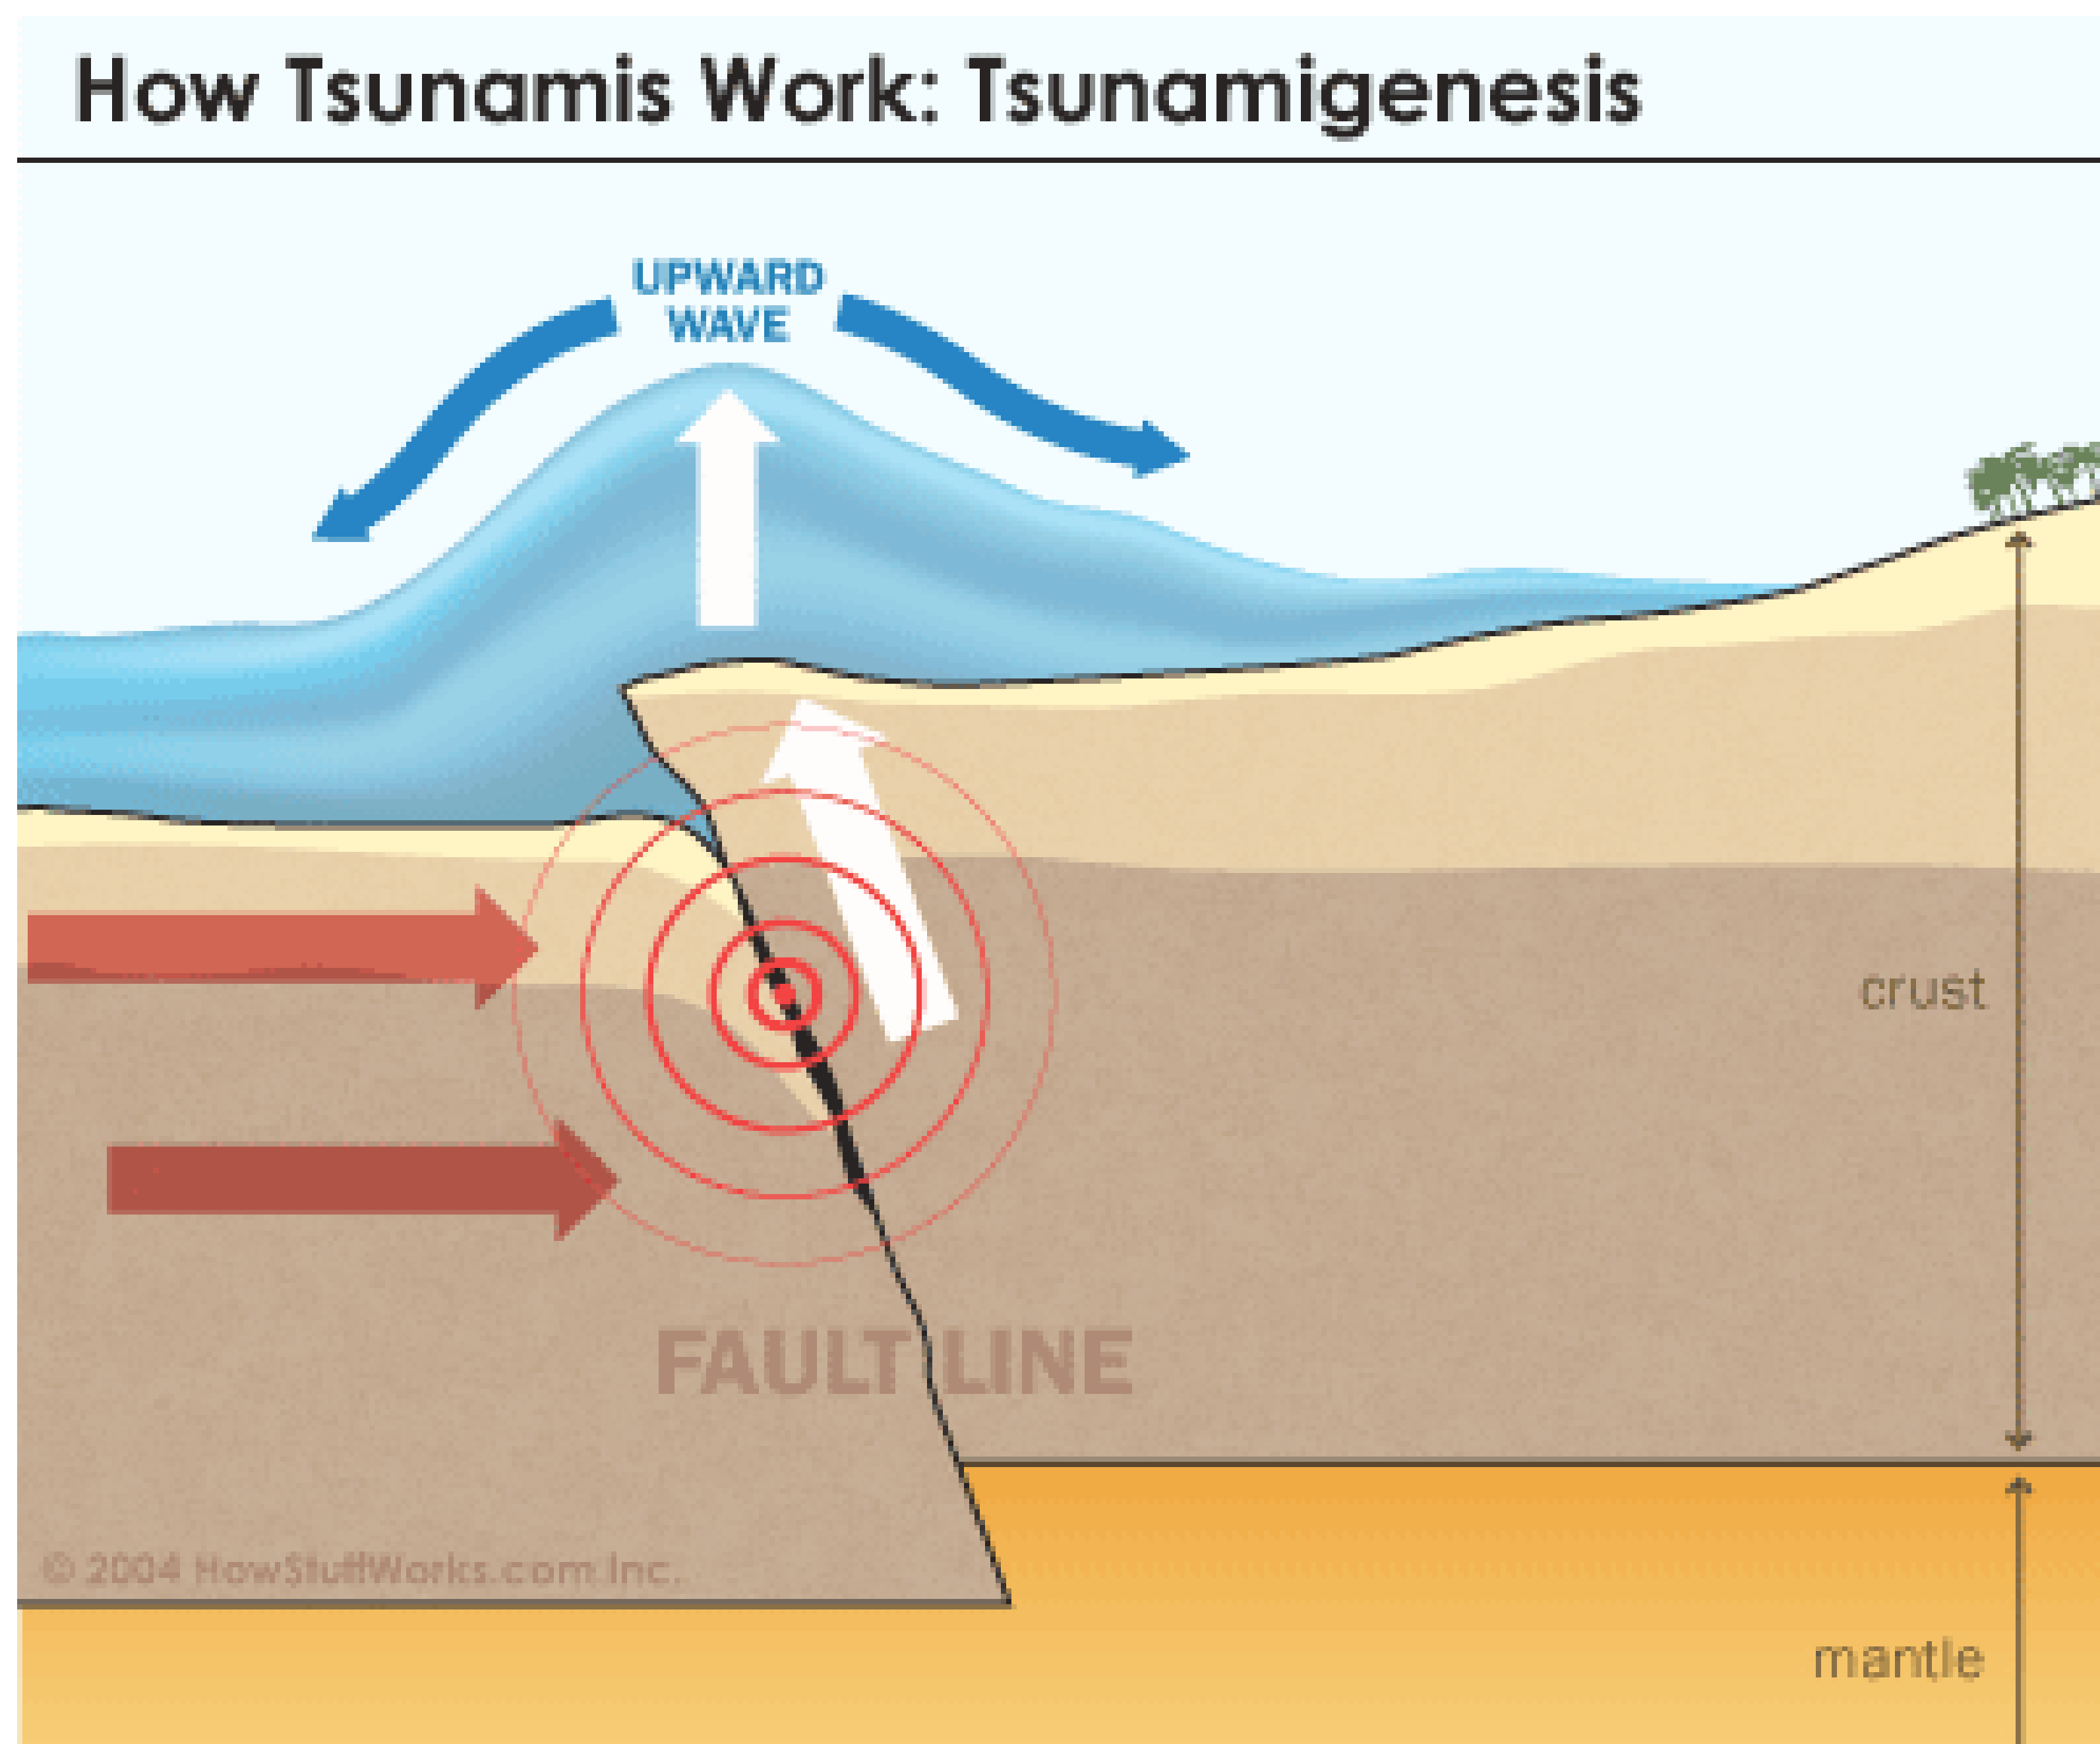 How Tsunamis Work: Tsunamigenesis
UPWARD
WAVE
crust
FAULT LINE
© 2004 HowStuffWorks.com Inc.
mantle